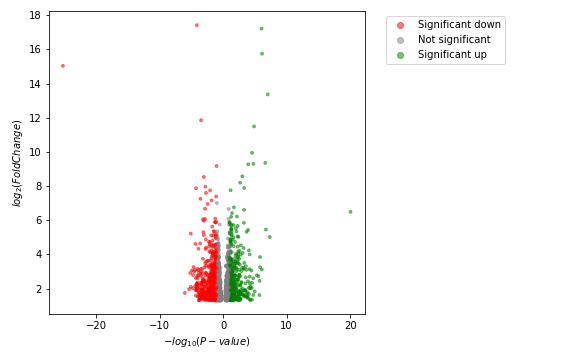 18
16
14
12
10
8
6
4
2
log2(FoldChange)
−20
−10
0
10
20
−log10(P − value)
Significant down
Not significant
Significant up